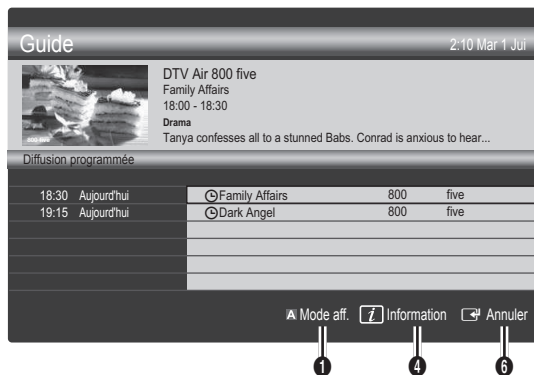 Guide 2:10 Mar 1 Jui
DTV Air 800 five
Family Affairs
18:00 - 18:30
Drama
Tanya confesses all to a stunned Babs. Conrad is anxious to hear...
800 five
Diffusion programmée
18:30 Aujourd'hui Family Affairs 800 five
19:15 Aujourd'hui Dark Angel 800 five
A Mode aff. i Information Annuler
1 4 6